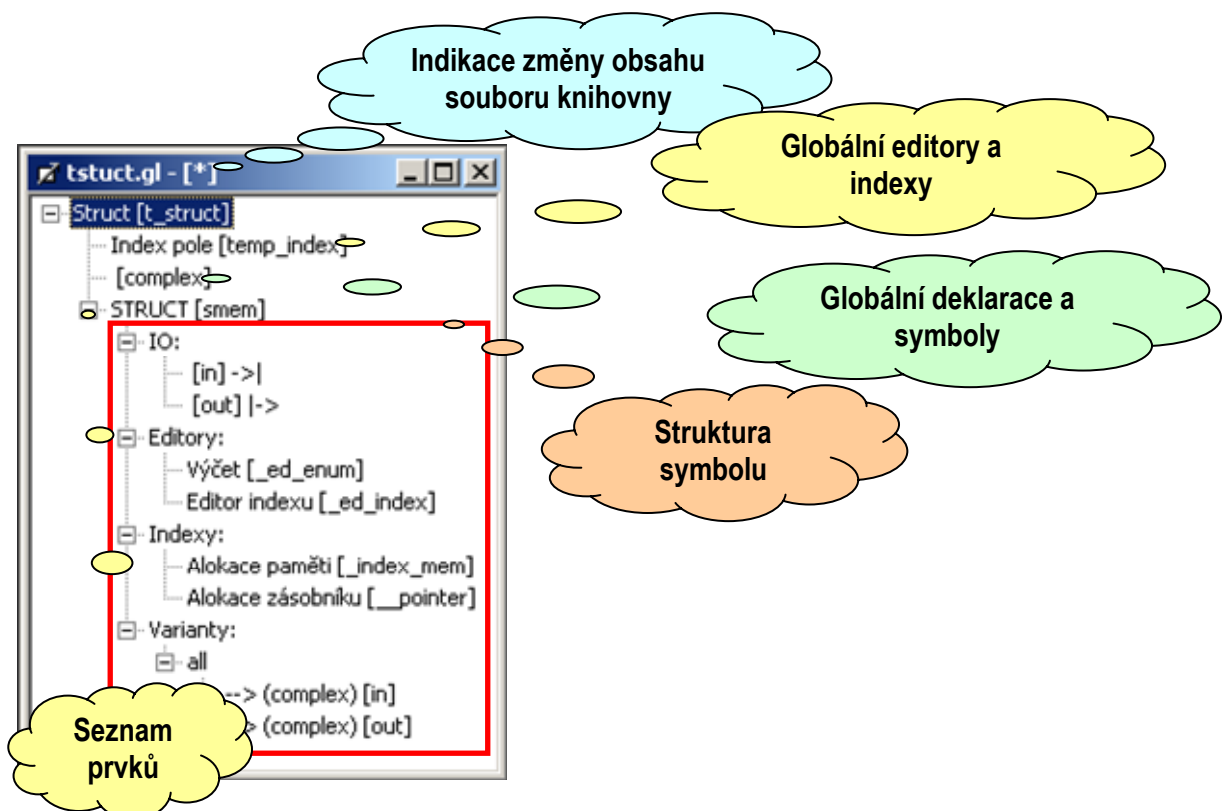 Indikace změny obsahu
souboru knihovny
Globální editory a
indexy
Globální deklarace a
symboly
Struktura
symbolu
tstuct.gl - [*]
Struct [t_struct]
Index pole [temp_index]
[complex]
STRUCT [smem]
IO:
[in] ->|
[out] |->
Editory:
Výčet [_ed_enum]
Editor indexu [_ed_index]
Indexy:
Alokace paměti [_index_mem]
Alokace zásobníku [__pointer]
Varianty:
all
--> (complex) [in]
> (complex) [out]
Seznam
prvků